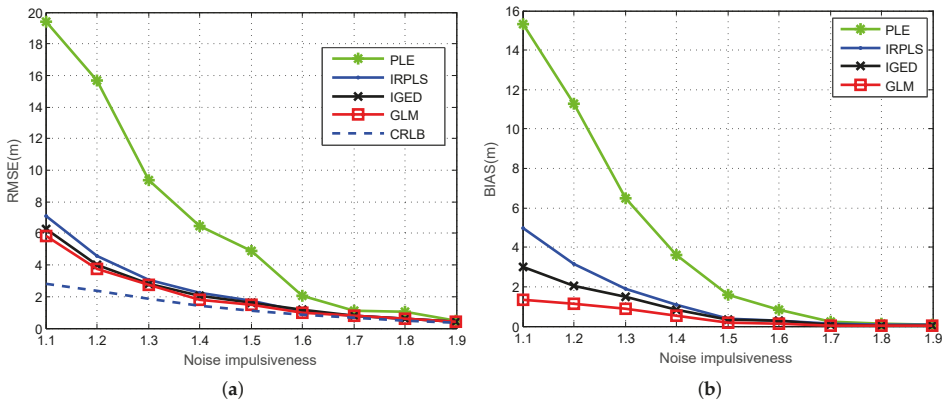 20
18
16
14
12
10
8
6
4
2
0
RMSE(m)
PLE
IRPLS
IGED
GLM
CRLB
1.1 1.2 1.3 1.4 1.5 1.6 1.7 1.8 1.9
Noise impulsiveness
(a)
16
14
12
10
8
6
4
2
0
BIAS(m)
PLE
IRPLS
IGED
GLM
1.1 1.2 1.3 1.4 1.5 1.6 1.7 1.8 1.9
Noise impulsiveness
(b)